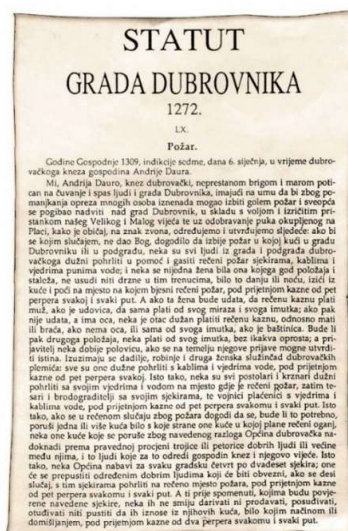 STATUT
GRADA DUBROVNIKA
1272.
LX.
Požar.
Godine Gospodnje 1309, indikcije sedme, dana 6. siječnja, u vrijeme dubro-
vačkoga kneza gospodina Andrije Daura.
Mi, Andrija Dauro, knez dubrovački, neprestanom brigom i marom poti-
can na čuvanje i spas ljudi i grada Dubrovnika, imajući na umu da bi zbog po-
manjkanja opreza mnogih osoba iznenada mogao izbiti golem požar i sveopća
se pogibao nadviti nad grad Dubrovnik, u skladu s voljom i izričitim pri-
stankom našeg Velikog i Malog vijeća te uz odobravanje puka okupljenog na
Placi, kako je običaj, na znak zvona, određujemo i utvrđujemo sljedeće: ako bi
se kojim slučajem, ne dao Bog, dogodilo da izbije požar u kojoj kući u gradu
Dubrovniku ili u podgrađu, neka su svi ljudi iz grada i podgrađa dubro-
vačkoga dužni pohrliti u pomoć i gasiti rečeni požar sjekirama, kablima i
vjedrima punima vode; i neka se nijedna žena bila ona kojega god položaja i
staleža, ne usudi niti drzne u tim trenucima, bilo to danju ili noću, izići iz
kuće i poći na mjesto na kojem bjesni rečeni požar, pod prijetnjom kazne od pet
perpera svakoj i svaki put. A ako ta žena bude udata, da rečenu kaznu plati
muž, ako je udovica, da sama plati od svog miraza i svoga imutka; ako pak
nije udata, a ima oca, neka je otac dužan platiti rečenu kaznu, odnosno mati
ili braća, ako nema oca, ili sama od svoga imutka, ako je baštinica. Bude li
pak drugoga položaja, neka plati od svog imutka, bez ikakva oprosta; a pri-
javitelj neka dobije polovicu, ako se na temelju njegove prijave mogne utvrdi-
ti istina. Izuzimaju se dadilje, robinje i druge ženska služinčad dubrovačkih
plemića: sve su one dužne pohrliti s kablima i vjedrima vode, pod prijetnjom
kazne od pet perpera svakoj. Isto tako, neka su svi postolari i krznari dužni
pohrliti sa svojim vjedrima i vodom na mjesto gdje je rečeni požar, zatim te-
sari i brodograditelji sa svojim sjekirama, te vojnici plaćenici s vjedrima i
kablima vode, pod prijetnjom kazne od pet perpera svakomu i svaki put. Isto
tako, ako se u rečenom slučaju zbog požara dogodi da se, bude li to potrebno,
poruši jedna ili više kuća bilo s koje strane one kuće u kojoj plane rečeni oganj,
neka one kuće koje se poruše zbog navedenog razloga Općina dubrovačka na-
doknadi prema pravednoj procjeni trojice ili petorice dobrih ljudi ili većine
među njima, i to ljudi koje za to odredi gospodin knez i njegovo vijeće. Isto
tako, neka Općina nabavi za svaku gradsku četvrt po dvadeset sjekira; one
će se prepustiti određenim dobrim ljudima koji će biti obvezni, ako se desi
slučaj, s tim sjekirama pohrliti na rečeno mjesto požara, pod prijetnjom kazne
od pet perpera svakomu i svaki put. A ti prije spomenuti, kojima budu povje-
rene navedene sjekire, neka ih ne smiju darivati ni prodavati, posuđivati,
otuđivati niti pustiti da ih iznose iz njihovih kuća, bilo kojim načinom ili
domišljanjem, pod prijetnjom kazne od dva perpera svakomu i svaki put.